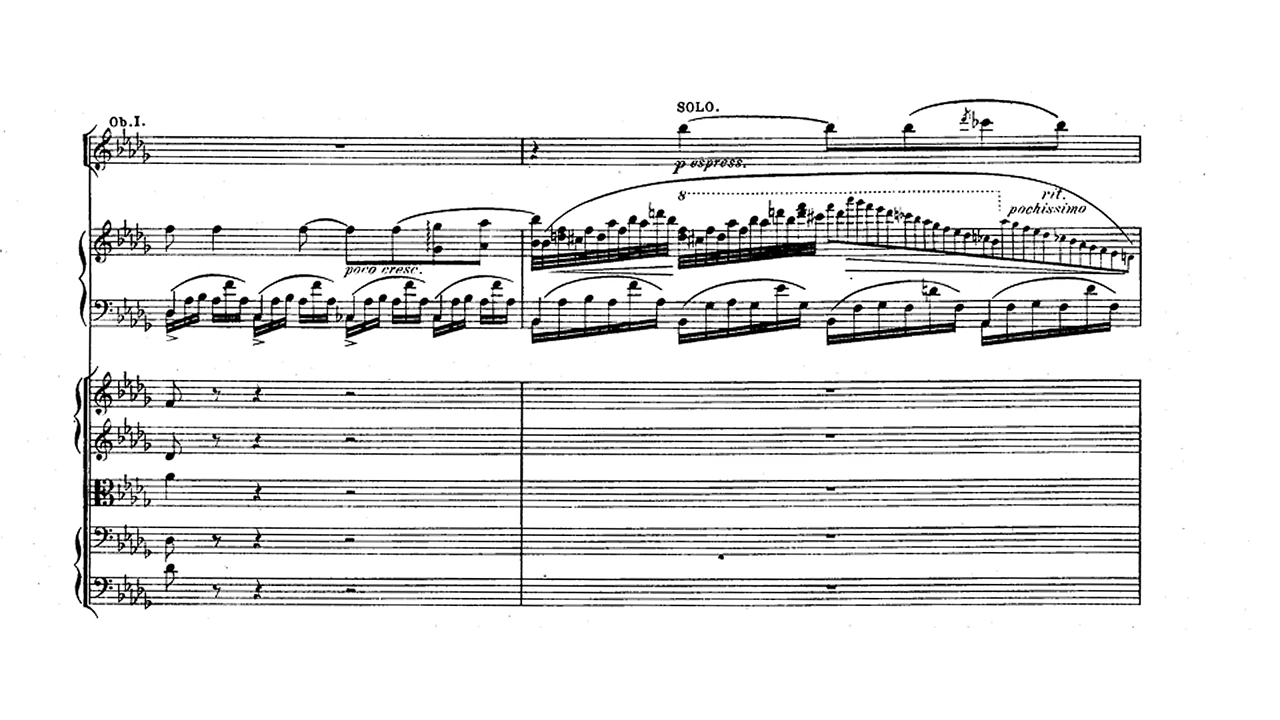 SOLO.
Ob.I.
p espress.
8
rit.
pochissimo
poco cresc.